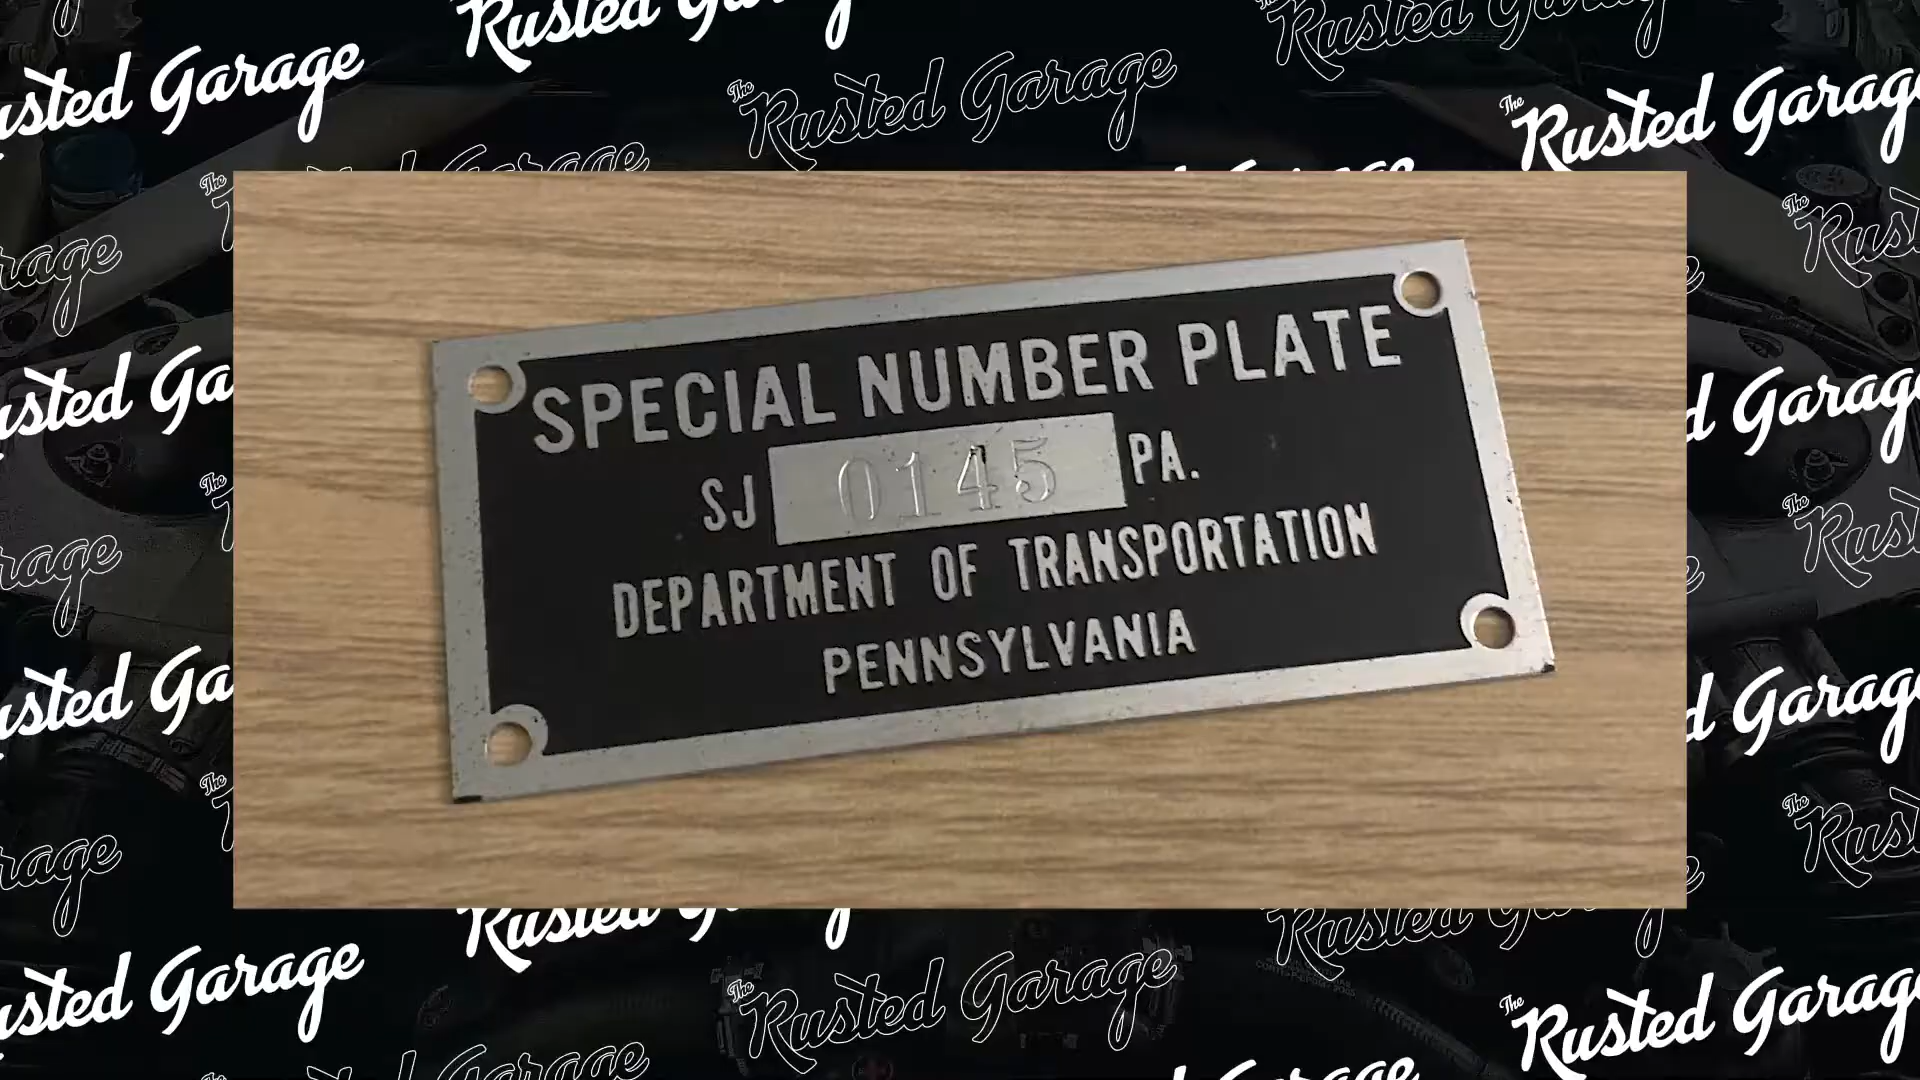 SPECIAL NUMBER PLATE
SJ 0145 PA.
DEPARTMENT OF TRANSPORTATION
PENNSYLVANIA
The Rusted Garage